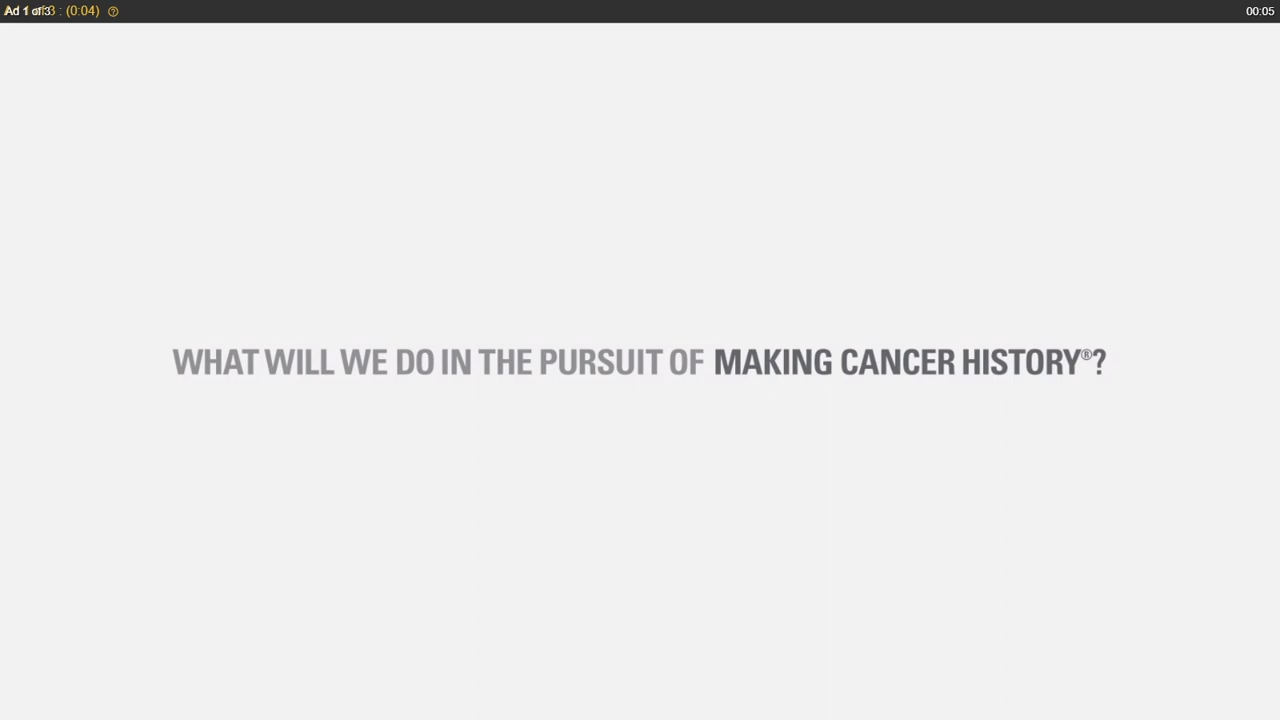 Ad 1 of 3 : (0:04)
00:05
WHAT WILL WE DO IN THE PURSUIT OF MAKING CANCER HISTORY®?